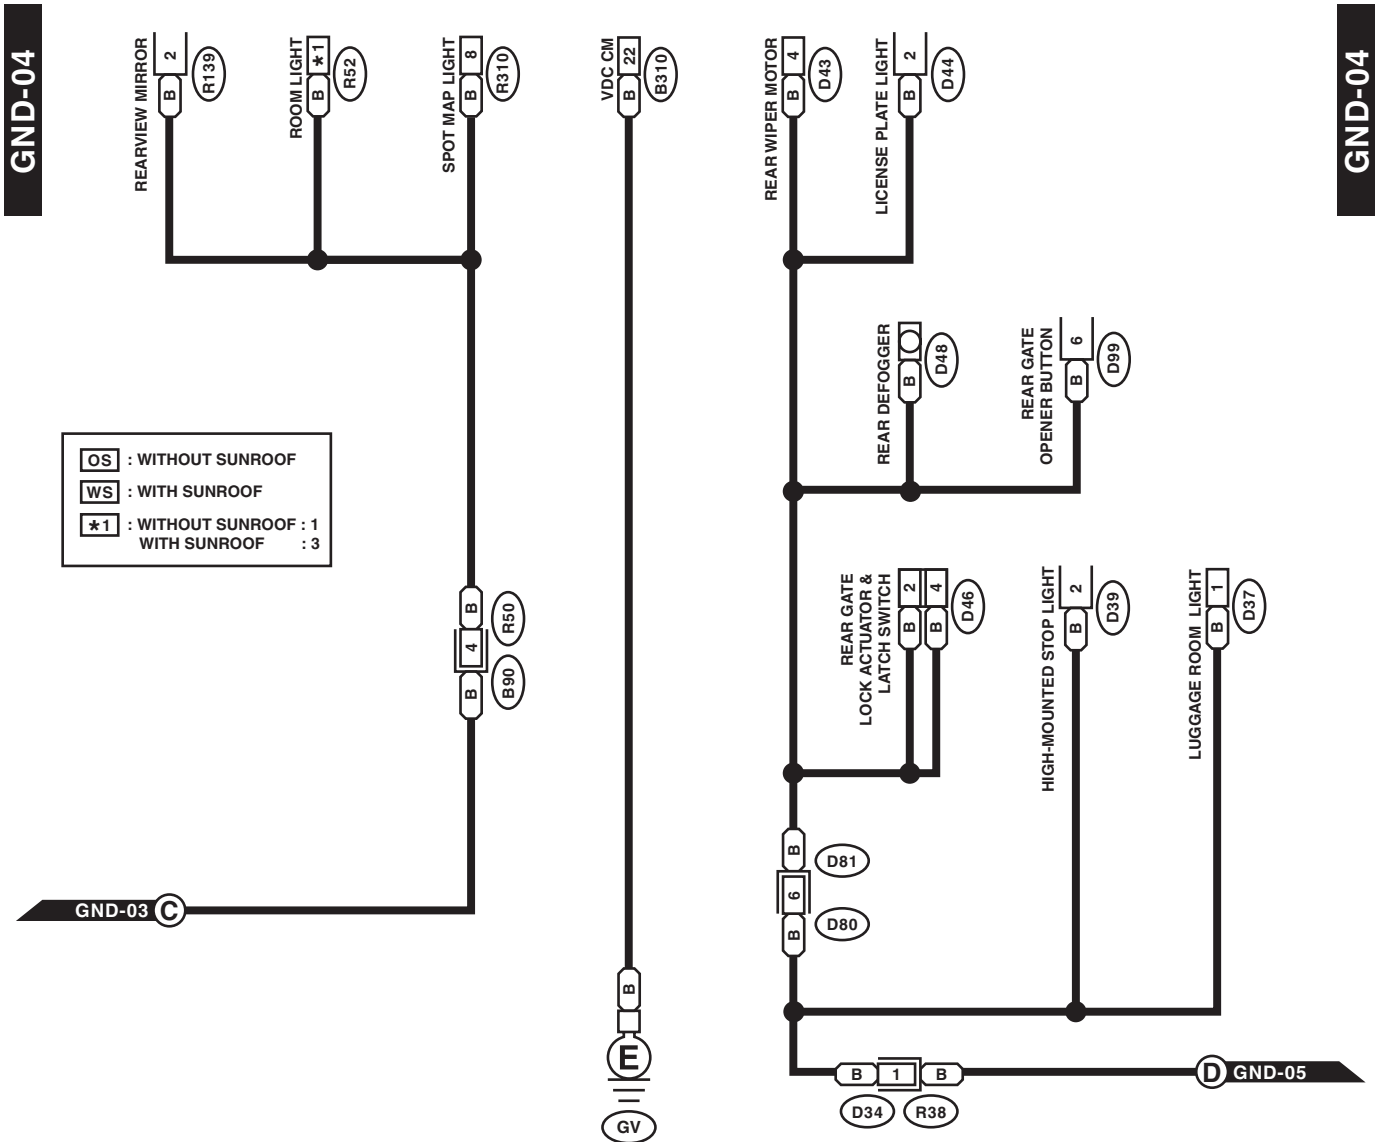 GND-04
GND-04
REARVIEW MIRROR
2
B
R139
ROOM LIGHT
*1
B
R52
SPOT MAP LIGHT
8
B
R310
VDC CM
22
B
B310
REAR WIPER MOTOR
4
B
D43
LICENSE PLATE LIGHT
2
B
D44
REAR DEFOGGER
B
D48
REAR GATE
OPENER BUTTON
6
B
D99
OS : WITHOUT SUNROOF
WS : WITH SUNROOF
*1 : WITHOUT SUNROOF : 1
WITH SUNROOF : 3
B
R50
4
B
B90
REAR GATE
LOCK ACTUATOR &
LATCH SWITCH
2 4
B B
D46
HIGH-MOUNTED STOP LIGHT
2
B
D39
LUGGAGE ROOM LIGHT
1
B
D37
B
D81
6
B
D80
GND-03 C
B
E
GV
B 1 B
D34 R38
D GND-05